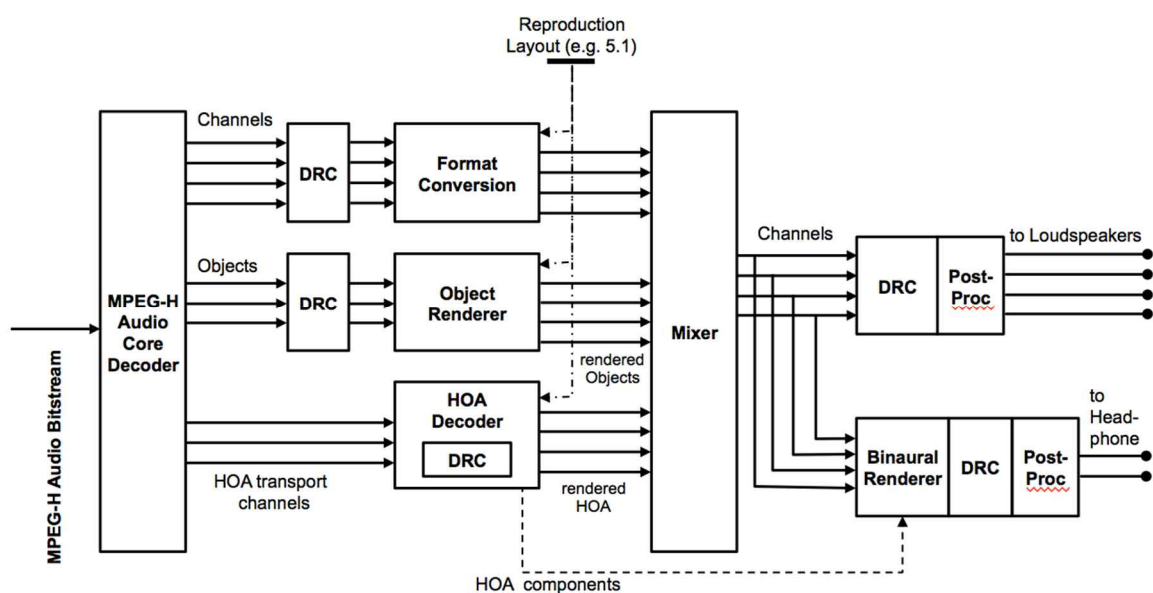 Reproduction
Layout (e.g. 5.1)
Channels
DRC
Format
Conversion
Objects
DRC
Object
Renderer
MPEG-H
Audio
Core
Decoder
MPEG-H Audio Bitstream
rendered
Objects
HOA
Decoder
DRC
HOA transport
channels
rendered
HOA
Mixer
Channels
to Loudspeakers
DRC
Post-
Proc
to
Head-
phone
Binaural
Renderer
DRC
Post-
Proc
HOA components